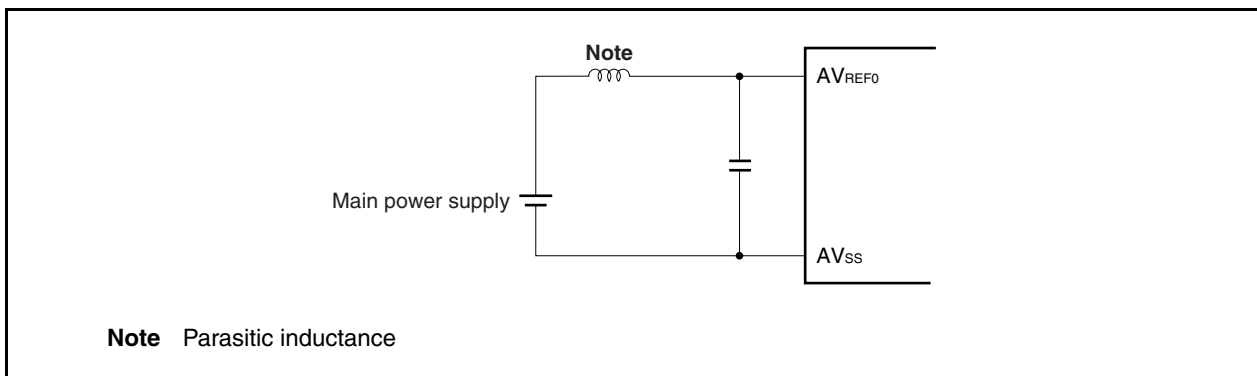 Note
AVREF0
Main power supply
AVSS
Note Parasitic inductance